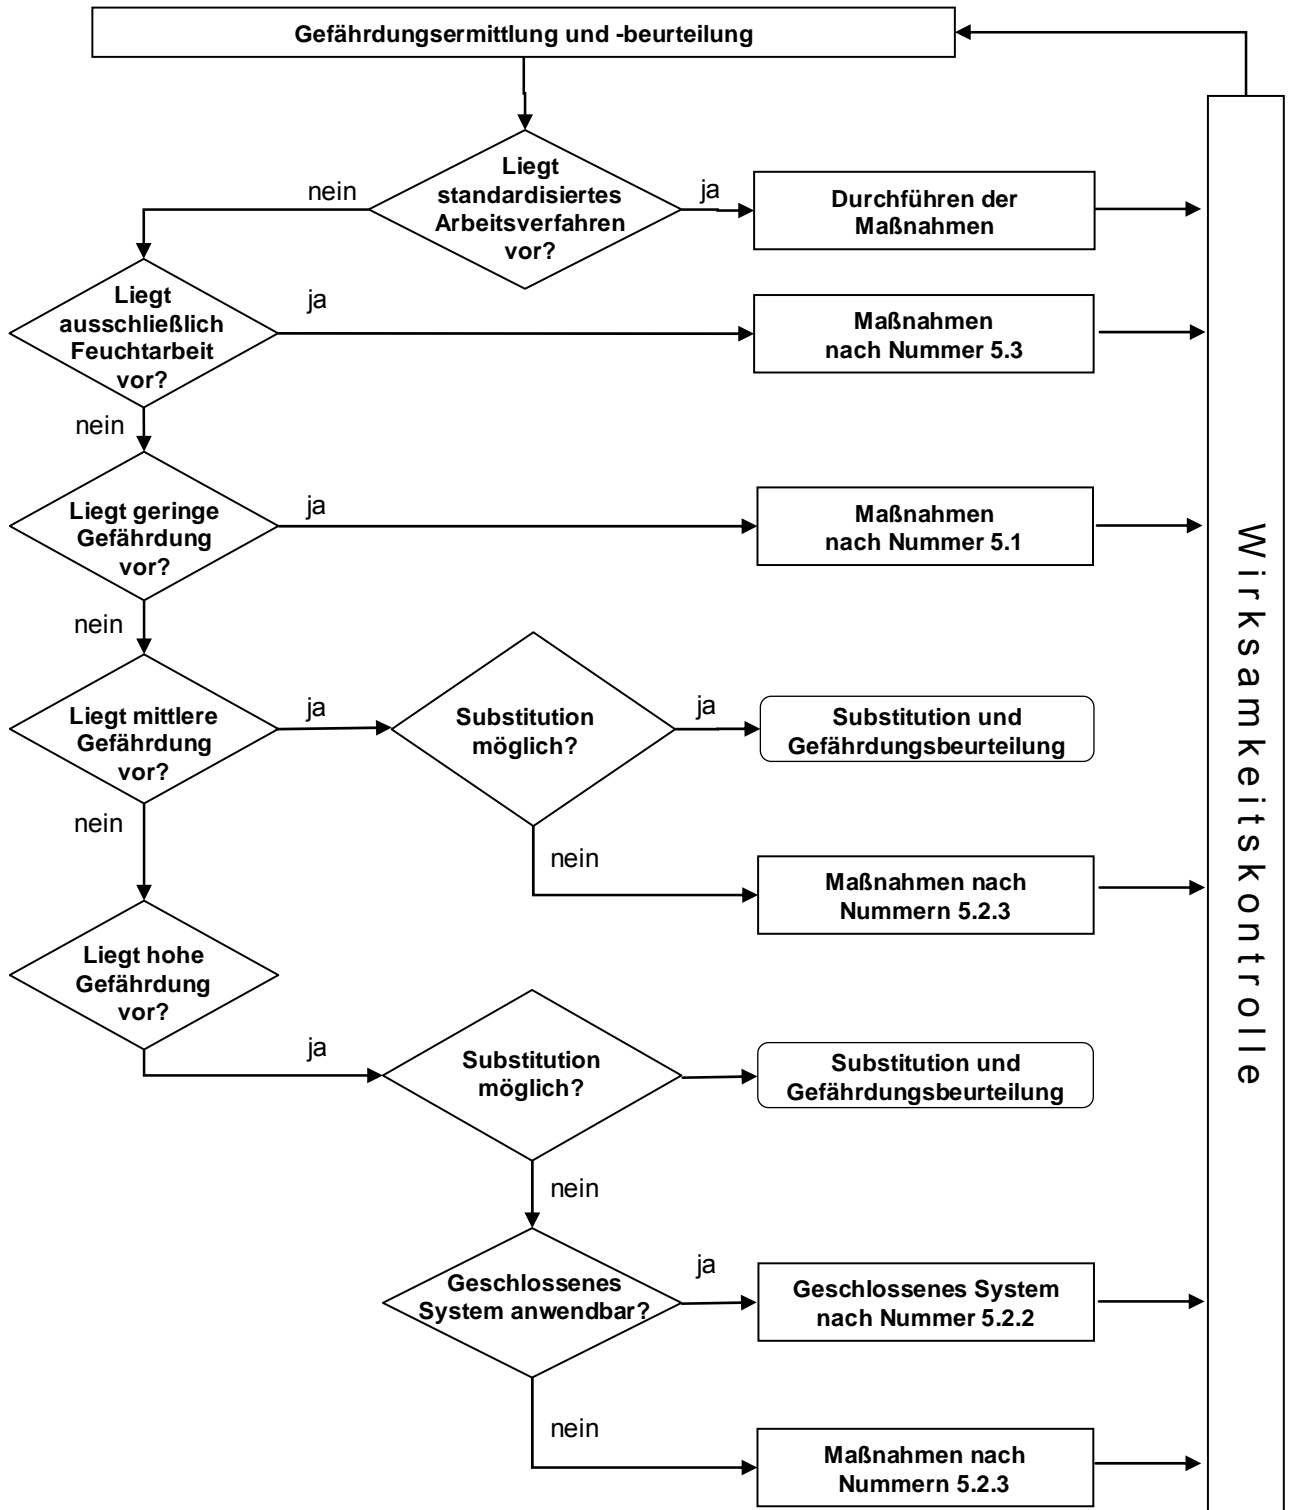 Gefährdungsermittlung und -beurteilung
Liegt
standardisiertes
Arbeitsverfahren
vor?
nein
ja
Durchführen der
Maßnahmen
Liegt
ausschließlich
Feuchtarbeit
vor?
ja
Maßnahmen
nach Nummer 5.3
nein
Liegt geringe
Gefährdung
vor?
ja
Maßnahmen
nach Nummer 5.1
nein
Liegt mittlere
Gefährdung
vor?
ja
Substitution
möglich?
ja
Substitution und
Gefährdungsbeurteilung
nein
nein
Maßnahmen nach
Nummern 5.2.3
Liegt hohe
Gefährdung
vor?
ja
Substitution
möglich?
Substitution und
Gefährdungsbeurteilung
nein
Geschlossenes
System anwendbar?
ja
Geschlossenes System
nach Nummer 5.2.2
nein
Maßnahmen nach
Nummern 5.2.3
Wirksamkeitskontrolle